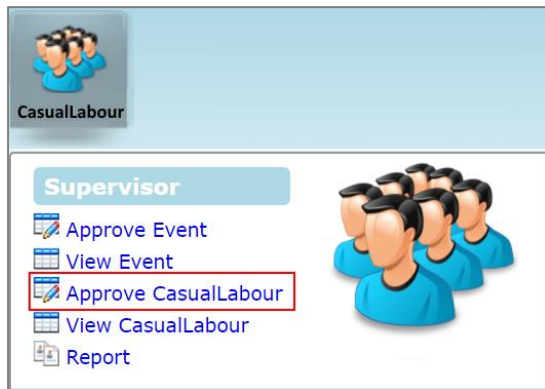 CasualLabour
Supervisor
Approve Event
View Event
Approve CasualLabour
View CasualLabour
Report